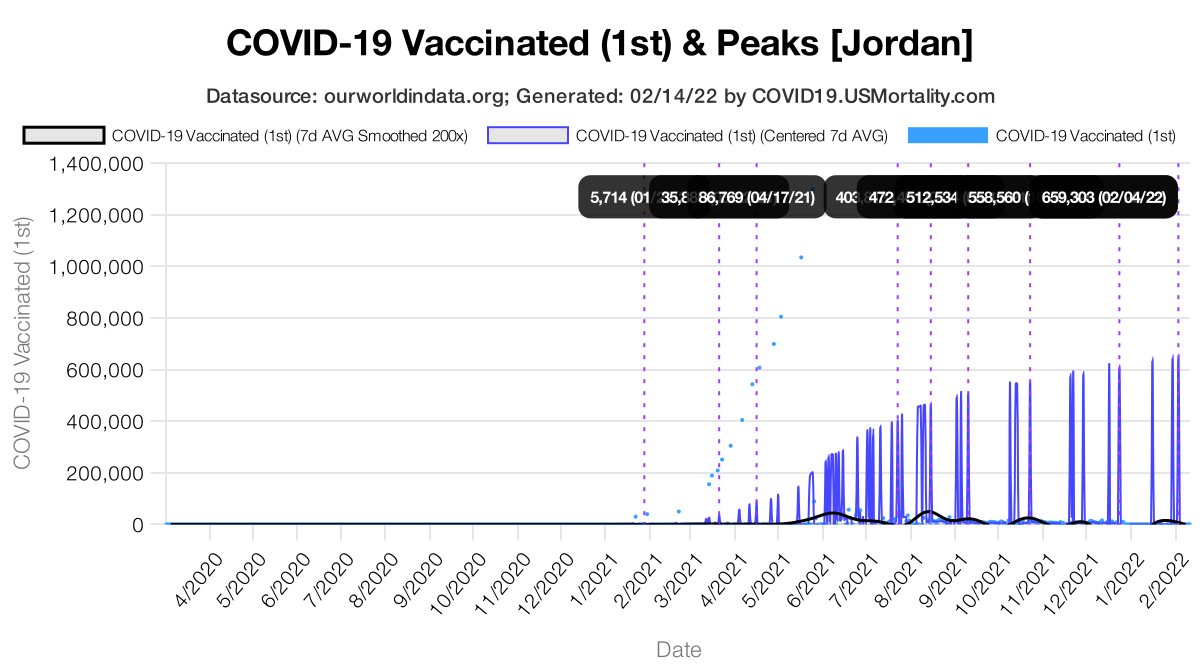 COVID-19 Vaccinated (1st) & Peaks [Jordan]
Datasource: ourworldindata.org; Generated: 02/14/22 by COVID19.USMortality.com
COVID-19 Vaccinated (1st) (7d AVG Smoothed 200x) COVID-19 Vaccinated (1st) (Centered 7d AVG) COVID-19 Vaccinated (1st)
1,400,000
5,714 (01 35,8 86,769 (04/17/21) 403 472 512,534 558,560 ( 659,303 (02/04/22)
1,200,000
1,000,000
800,000
600,000
400,000
200,000
0
COVID-19 Vaccinated (1st)
4/2020 5/2020 6/2020 7/2020 8/2020 9/2020 10/2020 11/2020 12/2020 1/2021 2/2021 3/2021 4/2021 5/2021 6/2021 7/2021 8/2021 9/2021 10/2021 11/2021 12/2021 1/2022 2/2022
Date